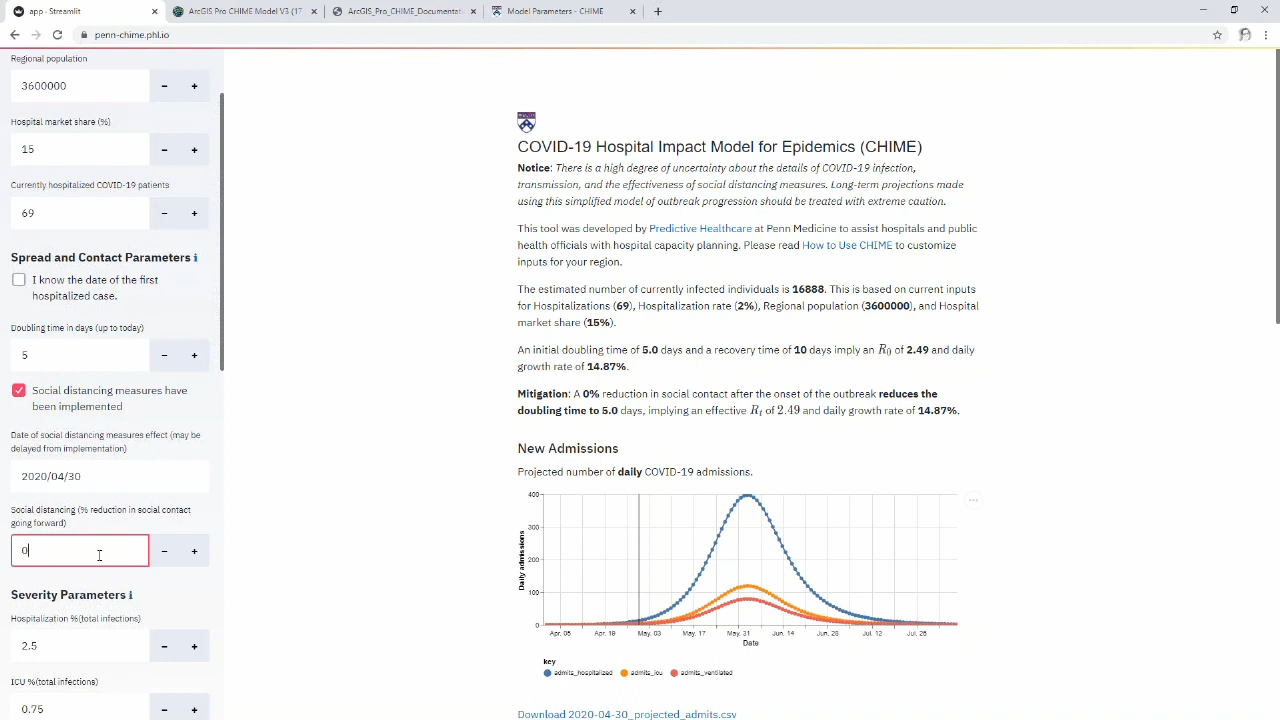 app - Streamlit
ArcGIS Pro CHIME Model V3 (17
ArcGIS_Pro_CHIME_Documentati
Model Parameters - CHIME
penn-chime.phl.io
Regional population
3600000
Hospital market share (%)
15
Currently hospitalized COVID-19 patients
69
Spread and Contact Parameters
I know the date of the first
hospitalized case.
Doubling time in days (up to today)
5
Social distancing measures have
been implemented
Date of social distancing measures effect (may be
delayed from implementation)
2020/04/30
Social distancing (% reduction in social contact
going forward)
0
Severity Parameters
Hospitalization %(total infections)
2.5
ICU %(total infections)
0.75
COVID-19 Hospital Impact Model for Epidemics (CHIME)
Notice: There is a high degree of uncertainty about the details of COVID-19 infection,
transmission, and the effectiveness of social distancing measures. Long-term projections made
using this simplified model of outbreak progression should be treated with extreme caution.
This tool was developed by Predictive Healthcare at Penn Medicine to assist hospitals and public
health officials with hospital capacity planning. Please read How to Use CHIME to customize
inputs for your region.
The estimated number of currently infected individuals is 16888. This is based on current inputs
for Hospitalizations (69), Hospitalization rate (2%), Regional population (3600000), and Hospital
market share (15%).
An initial doubling time of 5.0 days and a recovery time of 10 days imply an R0 of 2.49 and daily
growth rate of 14.87%.
Mitigation: A 0% reduction in social contact after the onset of the outbreak reduces the
doubling time to 5.0 days, implying an effective Rt of 2.49 and daily growth rate of 14.87%.
New Admissions
Projected number of daily COVID-19 admissions.
400
300
200
100
0
Daily admissions
Apr. 05 Apr. 19 May. 03 May. 17 May. 31 Jun. 14 Jun. 28 Jul. 12 Jul. 26
Date
key
admits_hospitalized admits_icu admits_ventilated
Download 2020-04-30_projected_admits.csv